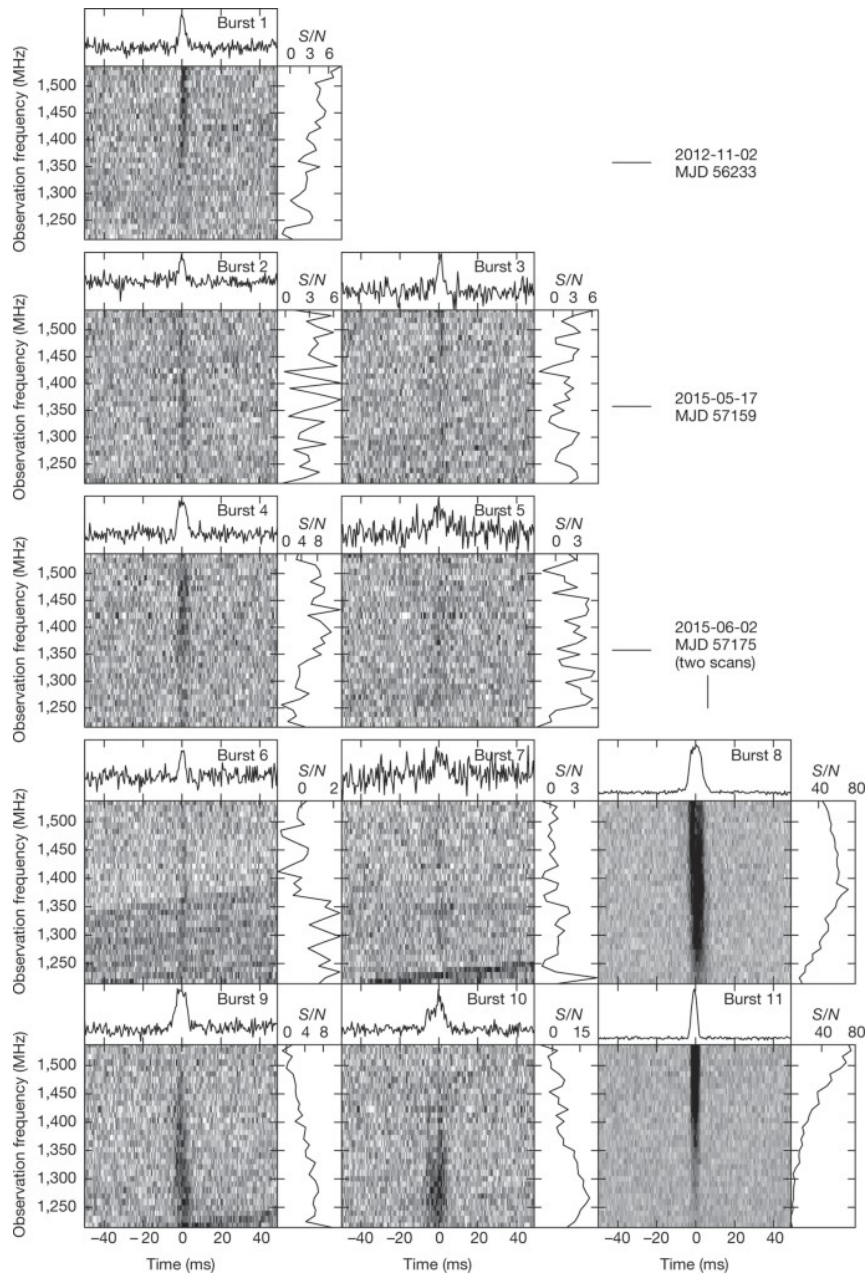 Burst 1
S/N
0 3 6
Observation frequency (MHz)
1,500
1,450
1,400
1,350
1,300
1,250
2012-11-02
MJD 56233
Burst 2
S/N
0 3 6
Burst 3
S/N
0 3 6
Observation frequency (MHz)
1,500
1,450
1,400
1,350
1,300
1,250
2015-05-17
MJD 57159
Burst 4
S/N
0 4 8
Burst 5
S/N
0 3
Observation frequency (MHz)
1,500
1,450
1,400
1,350
1,300
1,250
2015-06-02
MJD 57175
(two scans)
Burst 6
S/N
0 2
Burst 7
S/N
0 3
Burst 8
S/N
40 80
Observation frequency (MHz)
1,500
1,450
1,400
1,350
1,300
1,250
Burst 9
S/N
0 4 8
Burst 10
S/N
0 15
Burst 11
S/N
40 80
Observation frequency (MHz)
1,500
1,450
1,400
1,350
1,300
1,250
−40 −20 0 20 40
−40 −20 0 20 40
−40 −20 0 20 40
Time (ms)
Time (ms)
Time (ms)